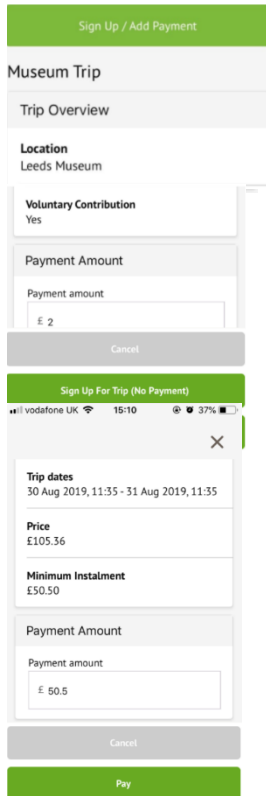 Sign Up / Add Payment
Museum Trip
Trip Overview
Location
Leeds Museum
Voluntary Contribution
Yes
Payment Amount
Payment amount
£ 2
Cancel
Sign Up For Trip (No Payment)
vodafone UK 15:10 37%
Trip dates
30 Aug 2019, 11:35 - 31 Aug 2019, 11:35
Price
£105.36
Minimum Instalment
£50.50
Payment Amount
Payment amount
£ 50.5
Cancel
Pay